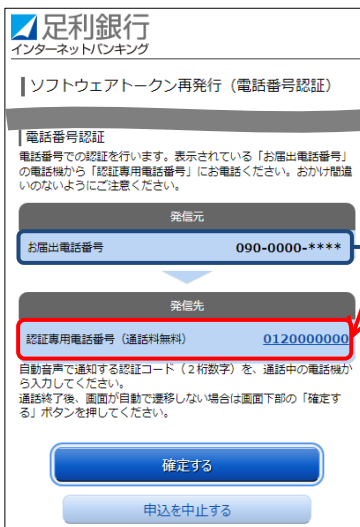 足利銀行
インターネットバンキング
ソフトウェアトークン再発行（電話番号認証）
電話番号認証
電話番号での認証を行います。表示されている「お届出電話番号」
の電話機から「認証専用電話番号」にお電話ください。おかけ間違
いのないようにご注意ください。
発信元
お届出電話番号 090-0000-****
発信先
認証専用電話番号（通話料無料） 0120000000
自動音声で通知する認証コード（２桁数字）を、通話中の電話機か
ら入力してください。
通話終了後、画面が自動で遷移しない場合は画面下部の「確定す
る」ボタンを押してください。
確定する
申込を中止する